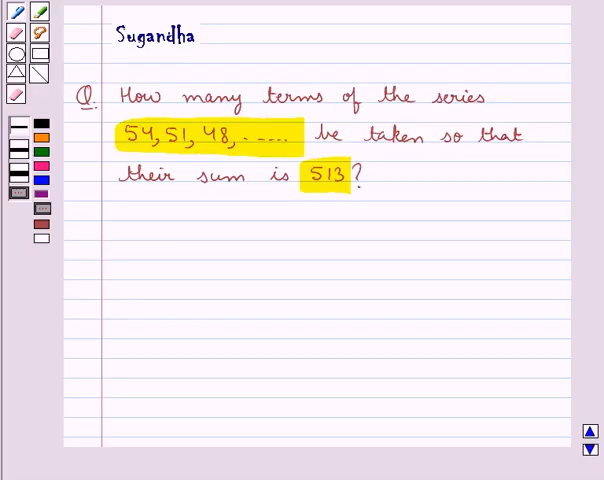 Sugandha
Q. How many terms of the series
54, 51, 48, ..... be taken so that
their sum is 513?